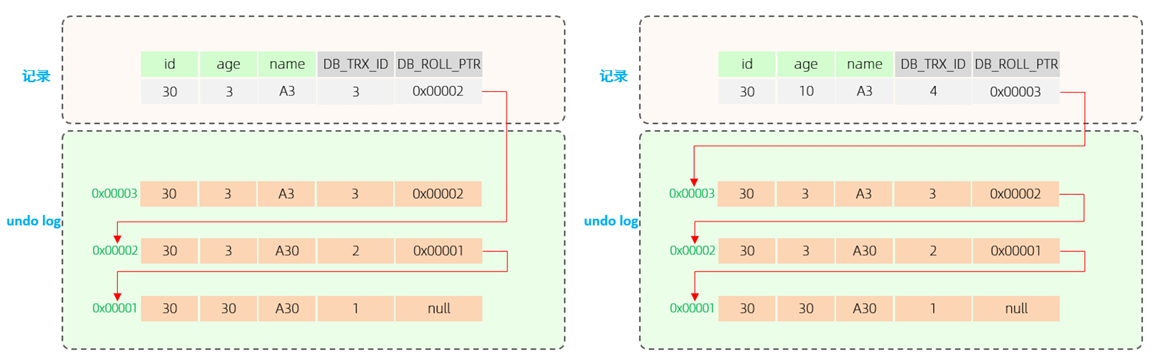 记录
id age name DB_TRX_ID DB_ROLL_PTR
30 3 A3 3 0x00002
undo log
0x00003 30 3 A3 3 0x00002
0x00002 30 3 A30 2 0x00001
0x00001 30 30 A30 1 null
记录
id age name DB_TRX_ID DB_ROLL_PTR
30 10 A3 4 0x00003
undo log
0x00003 30 3 A3 3 0x00002
0x00002 30 3 A30 2 0x00001
0x00001 30 30 A30 1 null